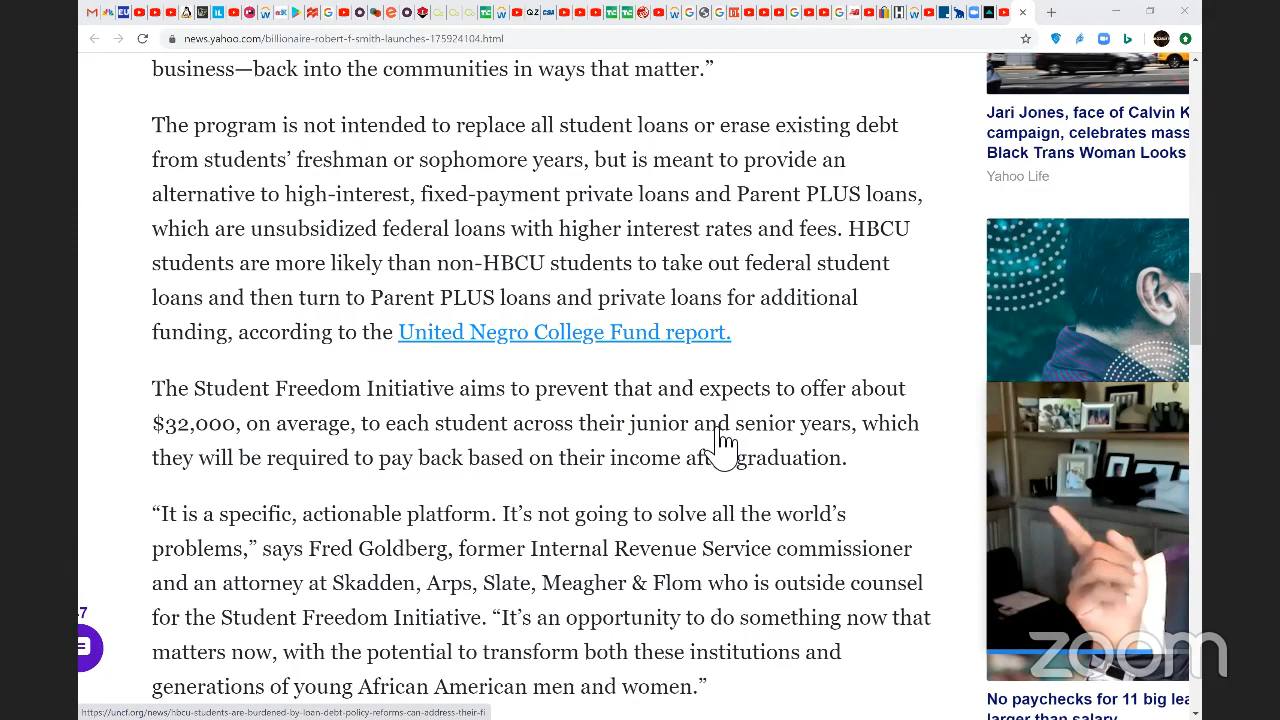 news.yahoo.com/billionaire-robert-f-smith-launches-175924104.html
business—back into the communities in ways that matter.”
The program is not intended to replace all student loans or erase existing debt
from students’ freshman or sophomore years, but is meant to provide an
alternative to high-interest, fixed-payment private loans and Parent PLUS loans,
which are unsubsidized federal loans with higher interest rates and fees. HBCU
students are more likely than non-HBCU students to take out federal student
loans and then turn to Parent PLUS loans and private loans for additional
funding, according to the United Negro College Fund report.
The Student Freedom Initiative aims to prevent that and expects to offer about
$32,000, on average, to each student across their junior and senior years, which
they will be required to pay back based on their income graduation.
“It is a specific, actionable platform. It’s not going to solve all the world’s
problems,” says Fred Goldberg, former Internal Revenue Service commissioner
and an attorney at Skadden, Arps, Slate, Meagher & Flom who is outside counsel
for the Student Freedom Initiative. “It’s an opportunity to do something now that
matters now, with the potential to transform both these institutions and
generations of young African American men and women.”
https://uncf.org/news/hbcu-students-are-burdened-by-loan-debt-policy-reforms-can-address-their-fi
Jari Jones, face of Calvin K
campaign, celebrates mass
Black Trans Woman Looks
Yahoo Life
zoom
No paychecks for 11 big lea
larger than salary